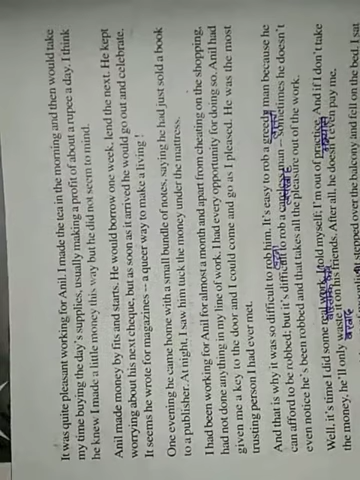 It was quite pleasant working for Anil. I made the tea in the morning and then would take
my time buying the day's supplies, usually making a profit of about a rupee a day. I think
he knew I made a little money this way but he did not seem to mind.
Anil made money by fits and starts. He would borrow one week, lend the next. He kept
worrying about his next cheque, but as soon as it arrived he would go out and celebrate.
It seems he wrote for magazines -- a queer way to make a living !
One evening he came home with a small bundle of notes, saying he had just sold a book
to a publisher. At night, I saw him tuck the money under the mattress.
I had been working for Anil for almost a month and apart from cheating on the shopping,
had not done anything in my line of work. I had every opportunity for doing so. Anil had
given me a key to the door and I could come and go as I pleased. He was the most
trusting person I had ever met.
And that is why it was so difficult to rob him. It's easy to rob a greedy man because he
can afford to be robbed; but it's difficult to rob a careless man -- sometimes he doesn't
even notice he's been robbed and that takes all the pleasure out of the work.
Well, it's time I did some real work, I told myself; I'm out of practice. And if I don't take
the money, he'll only waste it on his friends. After all, he doesn't even pay me.
stepped over the balcony and fell on the bed. I sat